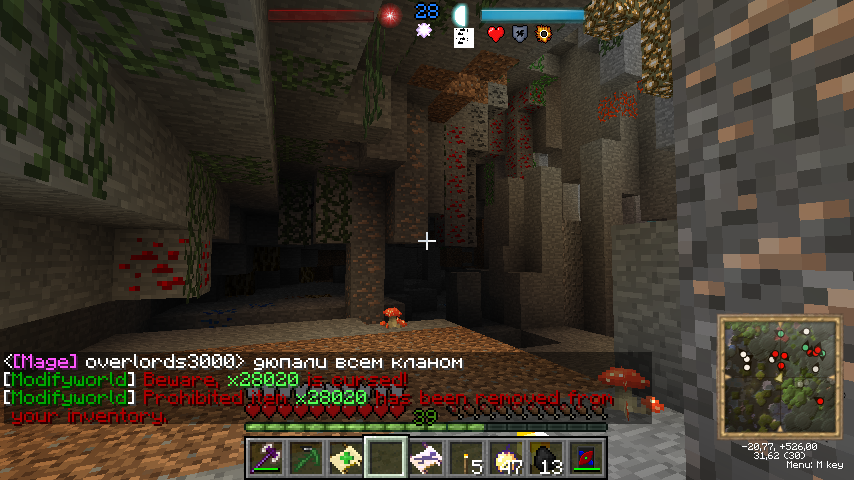 28
<[Mage] overlords3000> дюпали всем кланом
[Modifyworld] Beware, x28020 is cursed!
[Modifyworld] Prohibited item x28020 has been removed from
your inventory.
39
5
47
13
-20,77, +526,00
31,62 (30)
Menu: M key